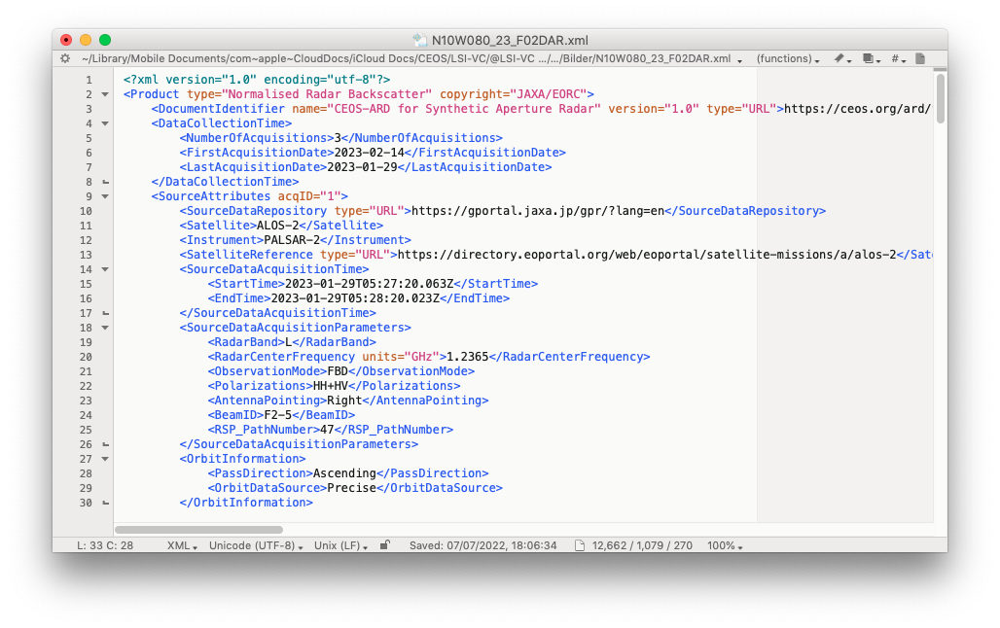 N10W080_23_F02DAR.xml
~/Library/Mobile Documents/com~apple~CloudDocs/iCloud Docs/CEOS/LSI-VC/@LSI-VC …/…/Bilder/N10W080_23_F02DAR.xml (functions) #
1 <?xml version="1.0" encoding="utf-8"?>
2 <Product type="Normalised Radar Backscatter" copyright="JAXA/EORC">
3 <DocumentIdentifier name="CEOS-ARD for Synthetic Aperture Radar" version="1.0" type="URL">https://ceos.org/ard/
4 <DataCollectionTime>
5 <NumberOfAcquisitions>3</NumberOfAcquisitions>
6 <FirstAcquisitionDate>2023-02-14</FirstAcquisitionDate>
7 <LastAcquisitionDate>2023-01-29</LastAcquisitionDate>
8 </DataCollectionTime>
9 <SourceAttributes acqID="1">
10 <SourceDataRepository type="URL">https://gportal.jaxa.jp/gpr/?lang=en</SourceDataRepository>
11 <Satellite>ALOS-2</Satellite>
12 <Instrument>PALSAR-2</Instrument>
13 <SatelliteReference type="URL">https://directory.eoportal.org/web/eoportal/satellite-missions/a/alos-2</Sate
14 <SourceDataAcquisitionTime>
15 <StartTime>2023-01-29T05:27:20.063Z</StartTime>
16 <EndTime>2023-01-29T05:28:20.023Z</EndTime>
17 </SourceDataAcquisitionTime>
18 <SourceDataAcquisitionParameters>
19 <RadarBand>L</RadarBand>
20 <RadarCenterFrequency units="GHz">1.2365</RadarCenterFrequency>
21 <ObservationMode>FBD</ObservationMode>
22 <Polarizations>HH+HV</Polarizations>
23 <AntennaPointing>Right</AntennaPointing>
24 <BeamID>F2-5</BeamID>
25 <RSP_PathNumber>47</RSP_PathNumber>
26 </SourceDataAcquisitionParameters>
27 <OrbitInformation>
28 <PassDirection>Ascending</PassDirection>
29 <OrbitDataSource>Precise</OrbitDataSource>
30 </OrbitInformation>
L: 33 C: 28 XML Unicode (UTF-8) Unix (LF) Saved: 07/07/2022, 18:06:34 12,662 / 1,079 / 270 100%